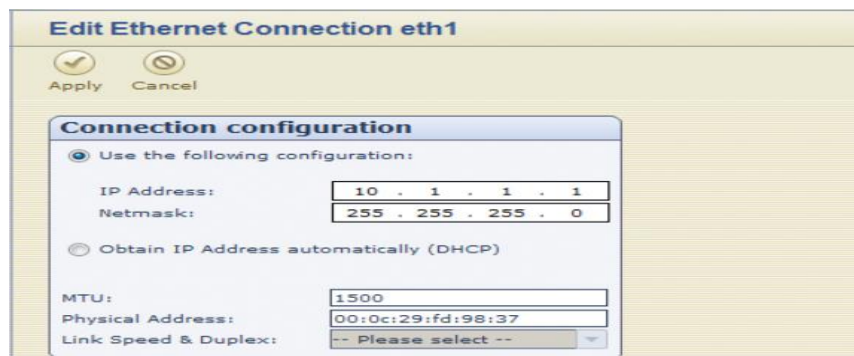 Edit Ethernet Connection eth1
Apply Cancel
Connection configuration
Use the following configuration:
IP Address: 10 . 1 . 1 . 1
Netmask: 255 . 255 . 255 . 0
Obtain IP Address automatically (DHCP)
MTU: 1500
Physical Address: 00:0c:29:fd:98:37
Link Speed & Duplex: -- Please select --